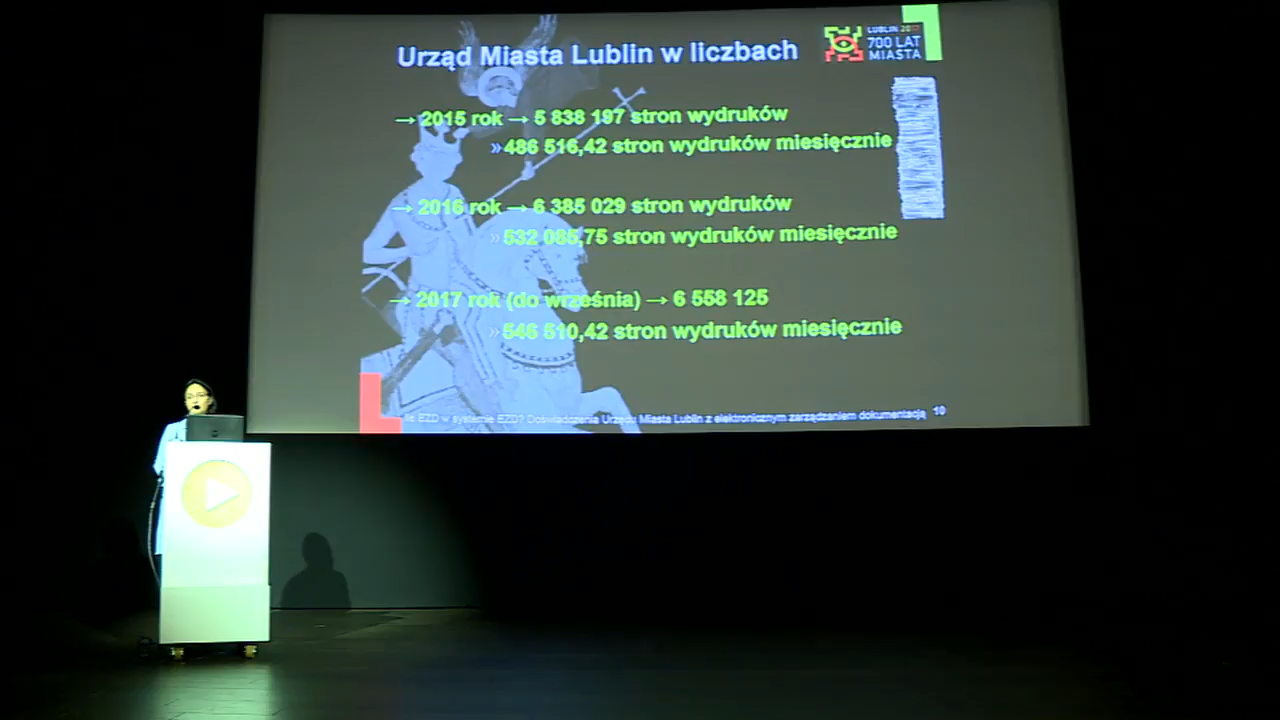 Urząd Miasta Lublin w liczbach
LUBLIN 2017
700 LAT
MIASTA
→ 2015 rok → 5 838 197 stron wydruków
» 486 516,42 stron wydruków miesięcznie
→ 2016 rok → 6 385 029 stron wydruków
» 532 085,75 stron wydruków miesięcznie
→ 2017 rok (do września) → 6 558 125
» 546 510,42 stron wydruków miesięcznie
Ile EZD w systemie EZD? Doświadczenia Urzędu Miasta Lublin z elektronicznym zarządzaniem dokumentacją 10